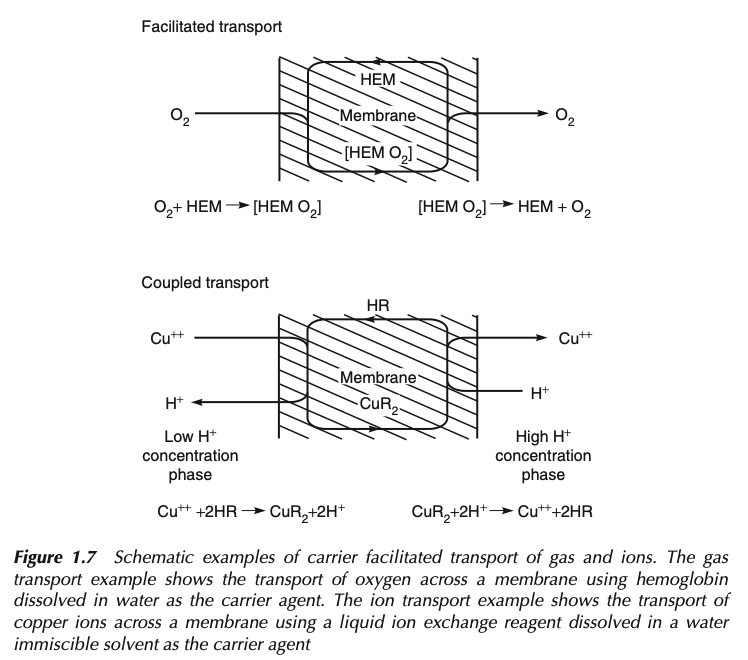 Facilitated transport
HEM
O₂ Membrane O₂
[HEM O₂]
O₂+ HEM → [HEM O₂] [HEM O₂] → HEM + O₂
Coupled transport
HR
Cu⁺⁺ Cu⁺⁺
Membrane
H⁺ CuR₂ H⁺
Low H⁺ High H⁺
concentration concentration
phase phase
Cu⁺⁺ +2HR → CuR₂+2H⁺ CuR₂+2H⁺ → Cu⁺⁺+2HR
Figure 1.7 Schematic examples of carrier facilitated transport of gas and ions. The gas
transport example shows the transport of oxygen across a membrane using hemoglobin
dissolved in water as the carrier agent. The ion transport example shows the transport of
copper ions across a membrane using a liquid ion exchange reagent dissolved in a water
immiscible solvent as the carrier agent